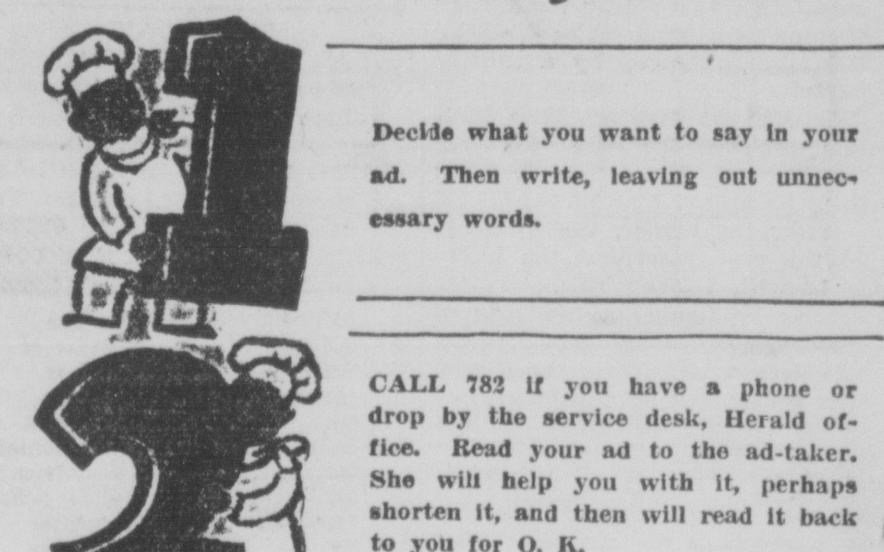 1
Decide what you want to say in your
ad. Then write, leaving out unnec-
essary words.
2
CALL 782 if you have a phone or
drop by the service desk, Herald of-
fice. Read your ad to the ad-taker.
She will help you with it, perhaps
shorten it, and then will read it back
to you for O. K.